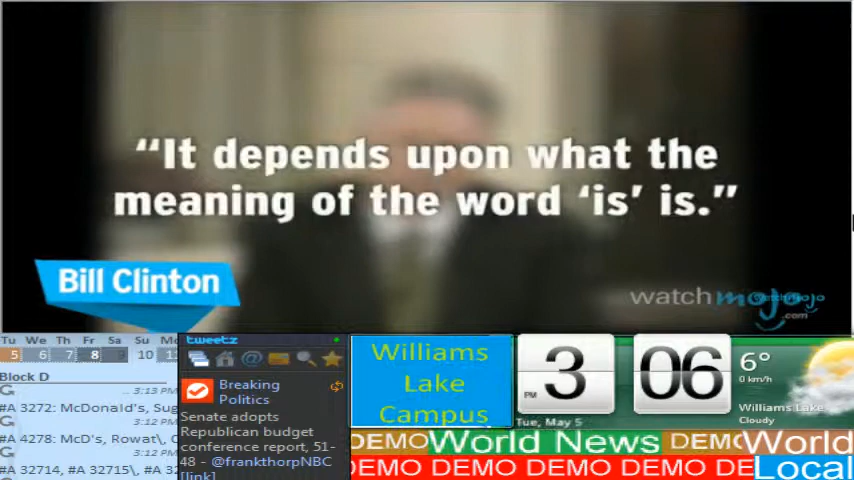 “It depends upon what the
meaning of the word ‘is’ is.”
Bill Clinton
watchmojo
.com
Tu We Th Fr Sa Su Mo
5 6 7 8 9 10 11
Block D
.. 3:13 PM
#A 3272: McDonald's, Sug
3:12 PM
#A 4278: McD's, Rowat\, C
3:12 PM
#A 32714, #A 32715\, #A 32
tweetz
Breaking
Politics
Senate adopts
Republican budget
conference report, 51-
48 - @frankthorpNBC
[link]
Williams
Lake
Campus
3 06
PM
Tue, May 5
6°
0 km/h
Williams Lake
Cloudy
DEMO World News DEMO World
DEMO DEMO DEMO DEMO DE Local